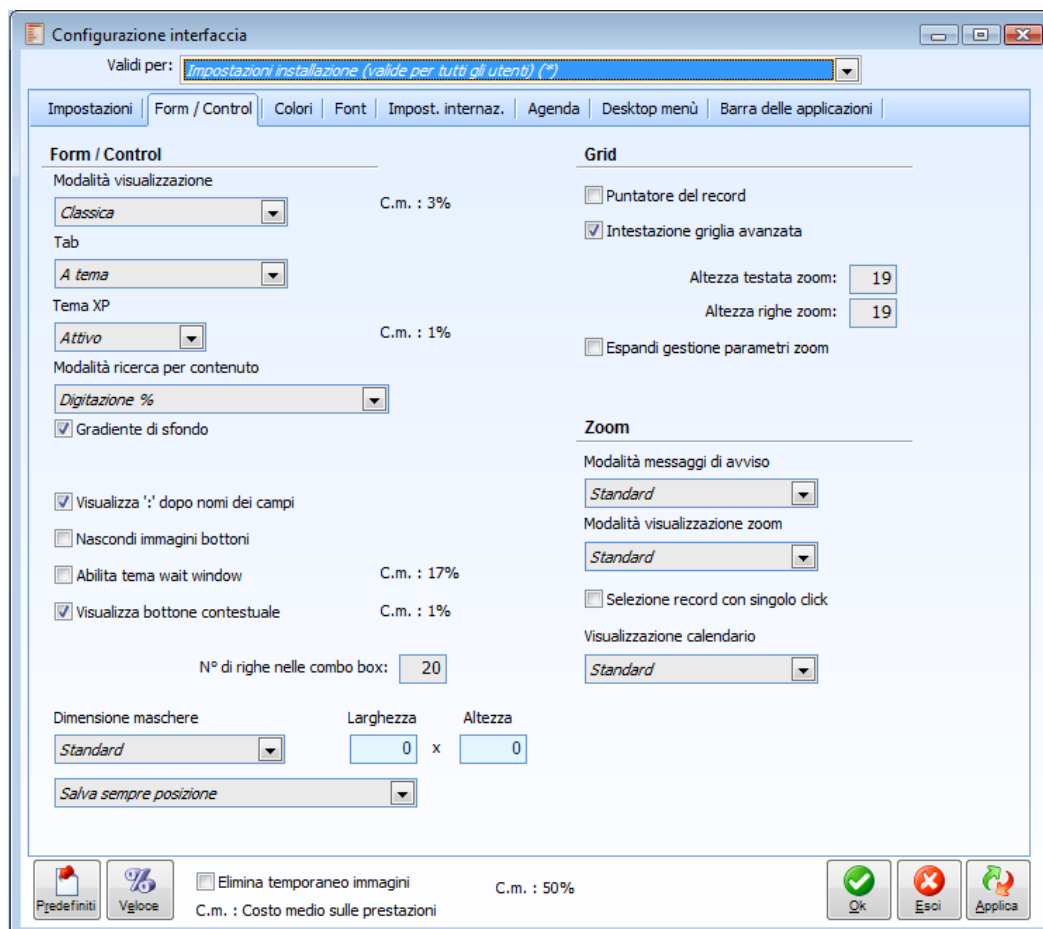 Configurazione interfaccia
Validi per: Impostazioni installazione (valide per tutti gli utenti) (*)
Impostazioni Form / Control Colori Font Impost. internaz. Agenda Desktop menù Barra delle applicazioni
Form / Control
Modalità visualizzazione
Classica C.m. : 3%
Tab
A tema
Tema XP
Attivo C.m. : 1%
Modalità ricerca per contenuto
Digitazione %
Gradiente di sfondo
Visualizza ':' dopo nomi dei campi
Nascondi immagini bottoni
Abilita tema wait window C.m. : 17%
Visualizza bottone contestuale C.m. : 1%
N° di righe nelle combo box: 20
Dimensione maschere Larghezza Altezza
Standard 0 x 0
Salva sempre posizione
Grid
Puntatore del record
Intestazione griglia avanzata
Altezza testata zoom: 19
Altezza righe zoom: 19
Espandi gestione parametri zoom
Zoom
Modalità messaggi di avviso
Standard
Modalità visualizzazione zoom
Standard
Selezione record con singolo click
Visualizzazione calendario
Standard
Predefiniti Veloce
Elimina temporaneo immagini C.m. : 50%
C.m. : Costo medio sulle prestazioni
Ok Esci Applica